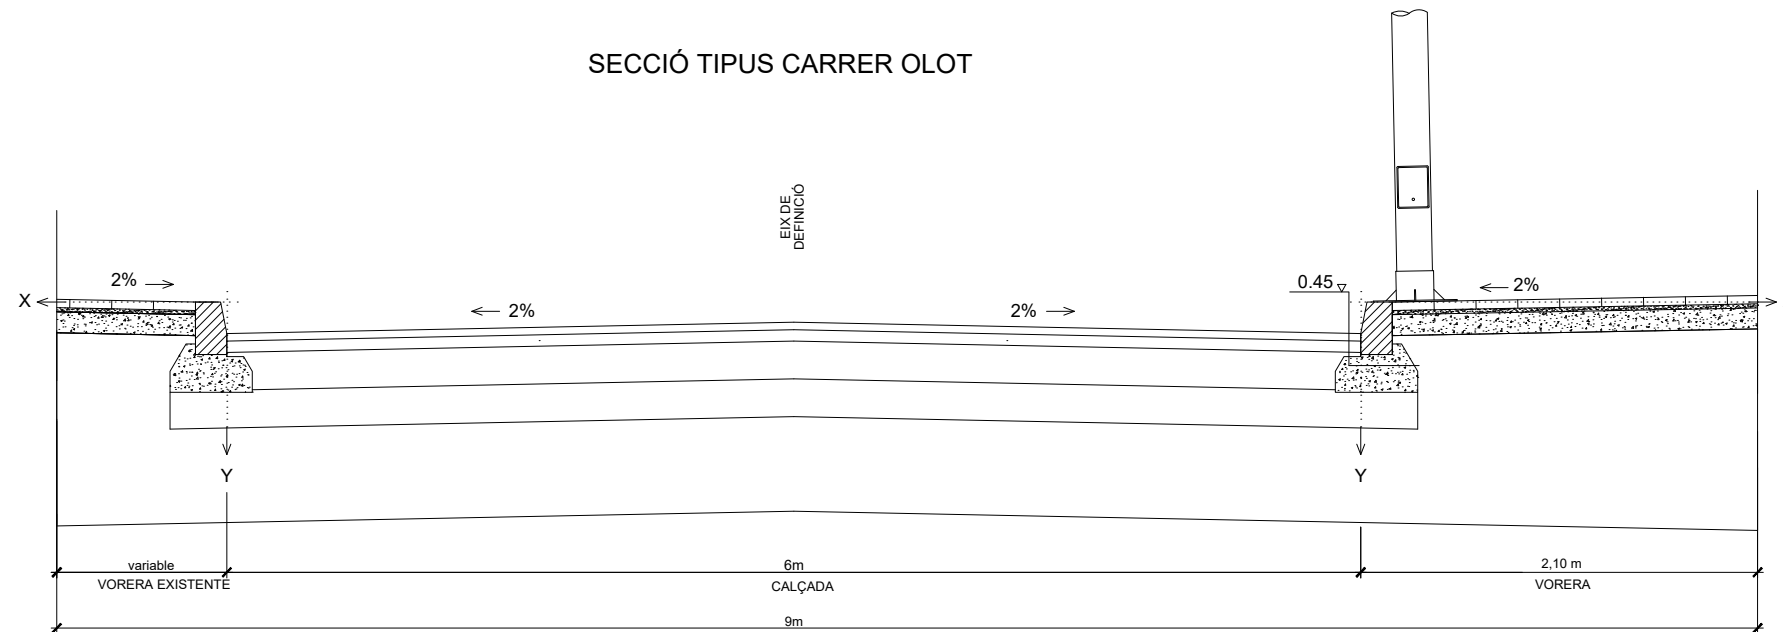 SECCIÓ TIPUS CARRER OLOT
EIX DE
DEFINICIÓ
2%
X
2%
2%
0.45
2%
Y
Y
variable
6m
2,10 m
VORERA EXISTENTE
CALÇADA
VORERA
9m